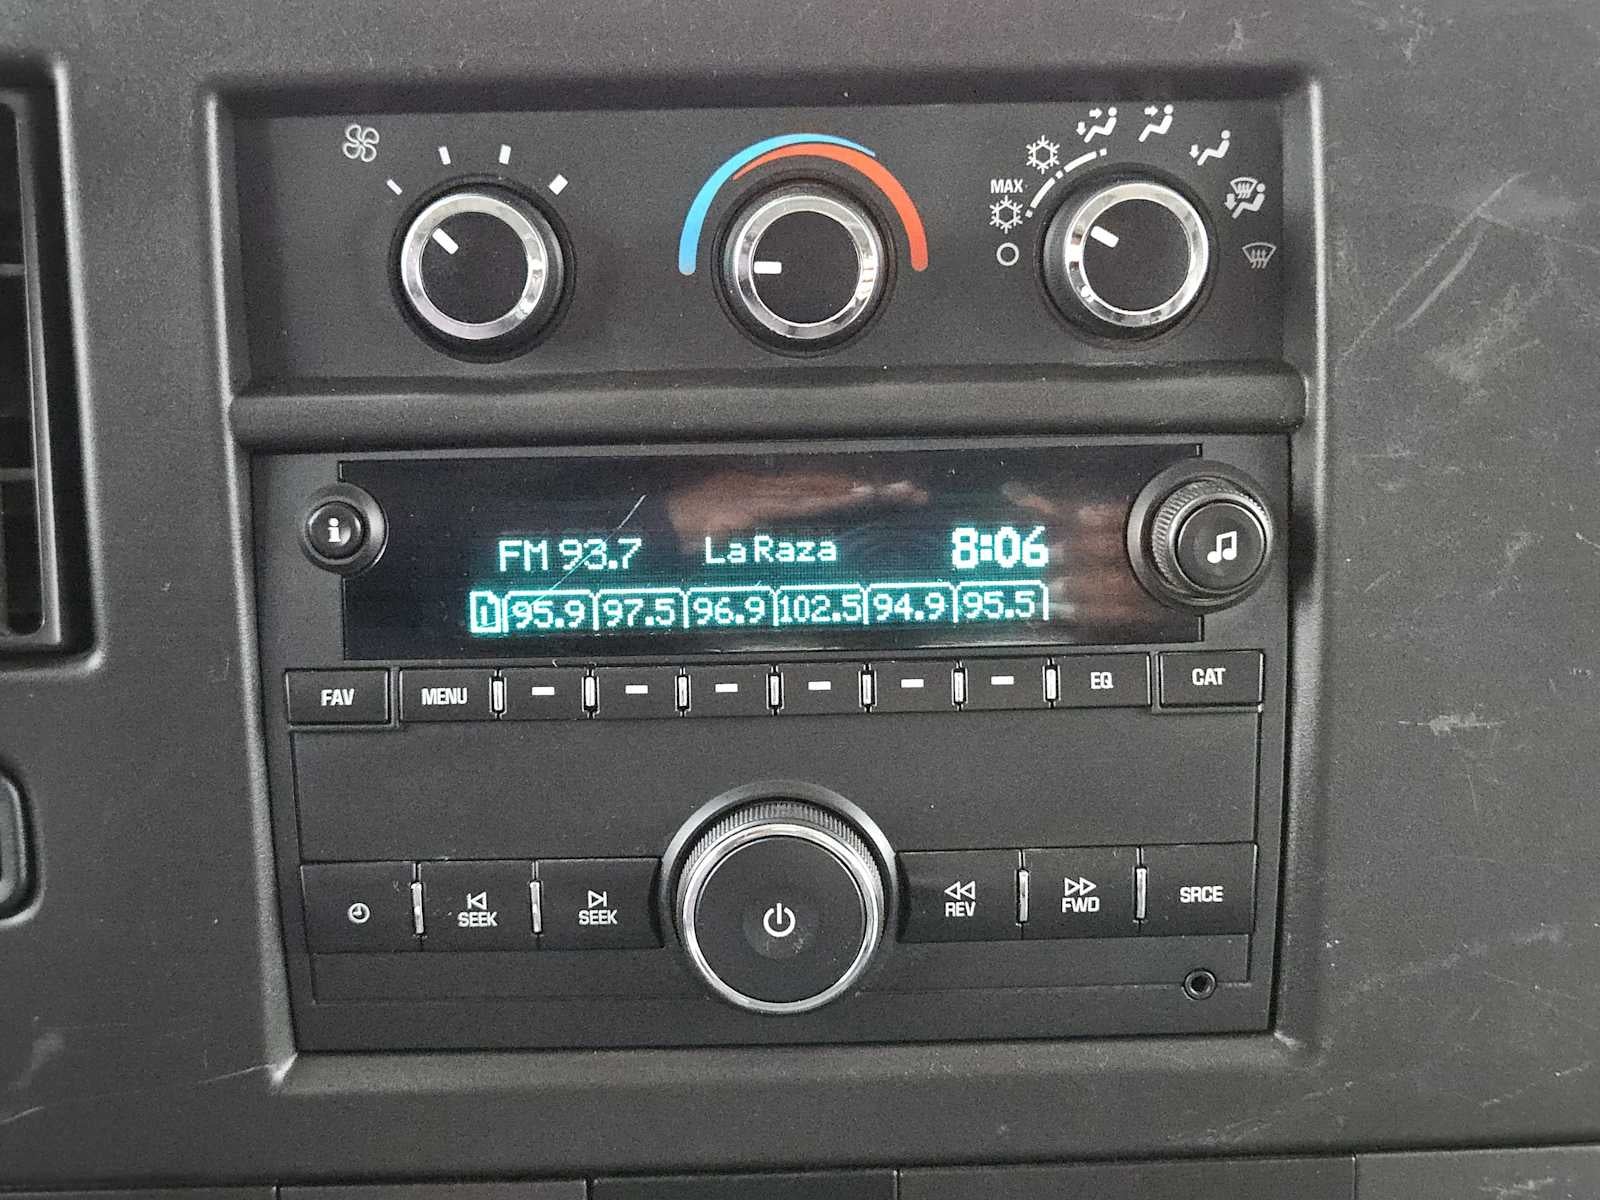 MAX
FM 93.7 La Raza 8:06
1 95.9 97.5 96.9 102.5 94.9 95.5
FAV MENU EQ CAT
SEEK SEEK REV FWD SRCE